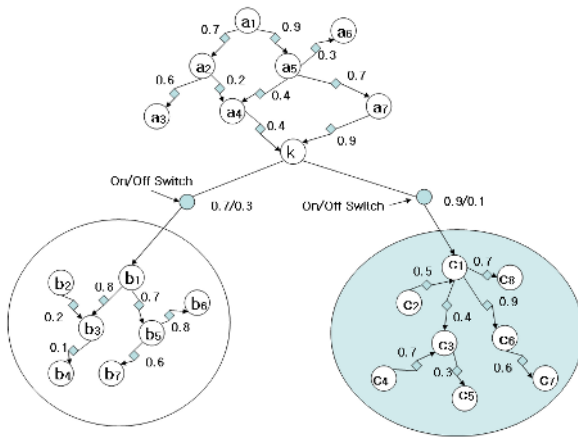 a1
0.7
0.9
a6
a2
a5
0.3
0.6
0.2
0.4
0.7
a3
a4
a7
0.4
0.9
k
On/Off Switch
0.7/0.3
On/Off Switch
0.9/0.1
b1
b2
0.8
0.7
b6
0.2
b3
b5
0.8
0.1
0.6
b4
b7
c1
0.7
c8
0.5
c2
0.9
0.4
c3
c6
0.7
0.6
c4
0.3
c5
c7